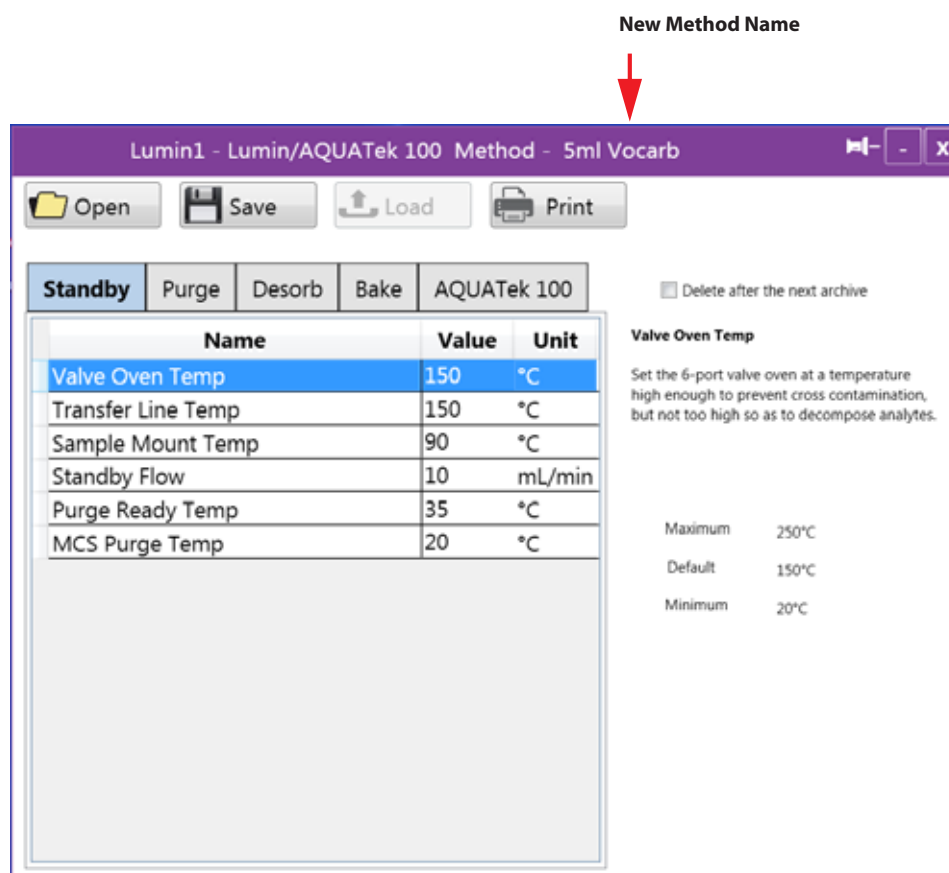 New Method Name
Lumin1 - Lumin/AQUATek 100 Method - 5ml Vocarb - x
Open Save Load Print
Standby Purge Desorb Bake AQUATek 100
Delete after the next archive
Name Value Unit
Valve Oven Temp 150 °C
Transfer Line Temp 150 °C
Sample Mount Temp 90 °C
Standby Flow 10 mL/min
Purge Ready Temp 35 °C
MCS Purge Temp 20 °C
Valve Oven Temp
Set the 6-port valve oven at a temperature
high enough to prevent cross contamination,
but not too high so as to decompose analytes.
Maximum 250°C
Default 150°C
Minimum 20°C